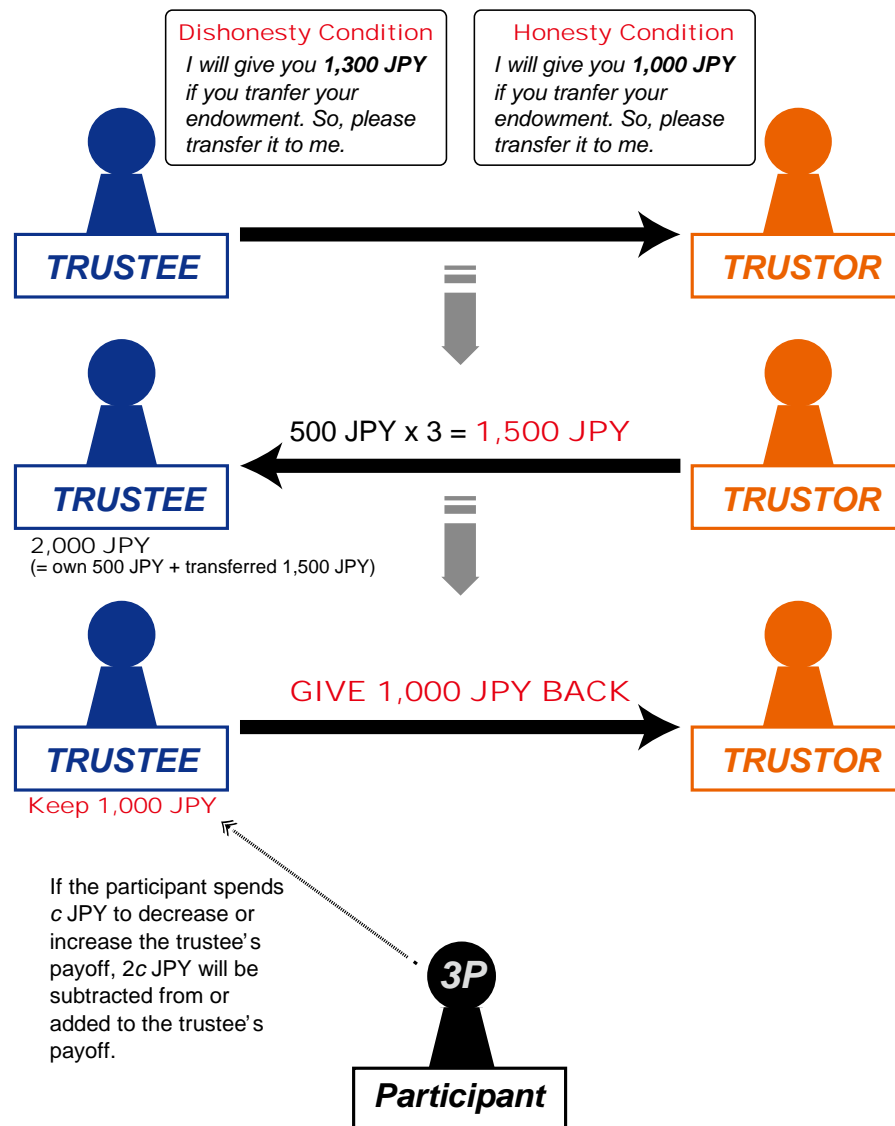 Dishonesty Condition
I will give you 1,300 JPY
if you tranfer your
endowment. So, please
transfer it to me.
Honesty Condition
I will give you 1,000 JPY
if you tranfer your
endowment. So, please
transfer it to me.
TRUSTEE
TRUSTOR
500 JPY x 3 = 1,500 JPY
TRUSTEE
TRUSTOR
2,000 JPY
(= own 500 JPY + transferred 1,500 JPY)
GIVE 1,000 JPY BACK
TRUSTEE
TRUSTOR
Keep 1,000 JPY
If the participant spends
c JPY to decrease or
increase the trustee's
payoff, 2c JPY will be
subtracted from or
added to the trustee's
payoff.
3P
Participant